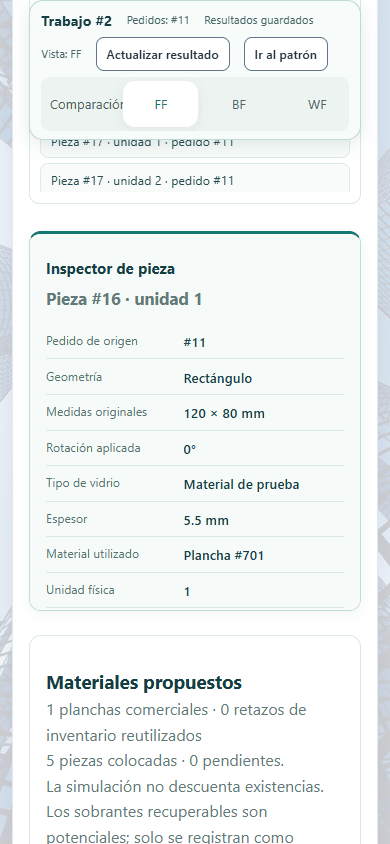 Trabajo #2 Pedidos: #11 Resultados guardados
Vista: FF Actualizar resultado Ir al patrón
Comparación FF BF WF
Pieza #17 · unidad 1 · pedido #11
Pieza #17 · unidad 2 · pedido #11
Inspector de pieza
Pieza #16 · unidad 1
Pedido de origen #11
Geometría Rectángulo
Medidas originales 120 × 80 mm
Rotación aplicada 0°
Tipo de vidrio Material de prueba
Espesor 5.5 mm
Material utilizado Plancha #701
Unidad física 1
Materiales propuestos
1 planchas comerciales · 0 retazos de
inventario reutilizados
5 piezas colocadas · 0 pendientes.
La simulación no descuenta existencias.
Los sobrantes recuperables son
potenciales; solo se registran como